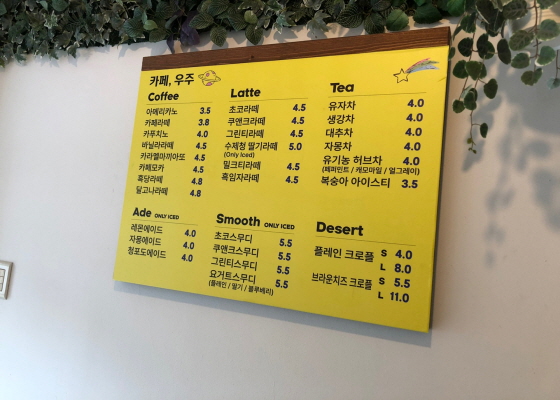 카페, 우주
Coffee
아메리카노 3.5
카페라떼 3.8
카푸치노 4.0
바닐라라떼 4.5
카라멜마끼아또 4.5
카페모카 4.5
흑당라떼 4.8
달고나라떼 4.8
Latte
초코라떼 4.5
쿠앤크라떼 4.5
그린티라떼 4.5
수제청 딸기라떼 5.0
(Only Iced)
밀크티라떼 4.5
흑임자라떼 4.5
Tea
유자차 4.0
생강차 4.0
대추차 4.0
자몽차 4.0
유기농 허브차 4.0
(페퍼민트 / 캐모마일 / 얼그레이)
복숭아 아이스티 3.5
Ade ONLY ICED
레몬에이드 4.0
자몽에이드 4.0
청포도에이드 4.0
Smooth ONLY ICED
초코스무디 5.5
쿠앤크스무디 5.5
그린티스무디 5.5
요거트스무디 5.5
(플레인 / 딸기 / 블루베리)
Desert
플레인 크로플 S 4.0
L 8.0
브라운치즈 크로플 S 5.5
L 11.0